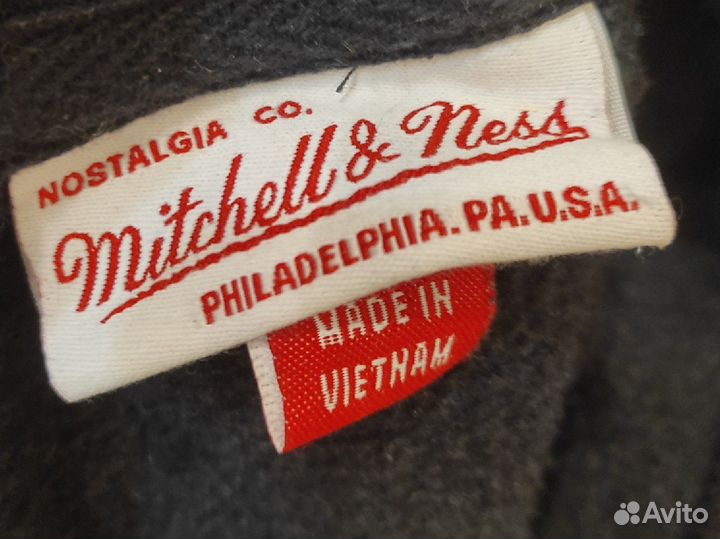 NOSTALGIA CO.
Mitchell & Ness
PHILADELPHIA. PA. U.S.A.
MADE IN
VIETNAM
Avito